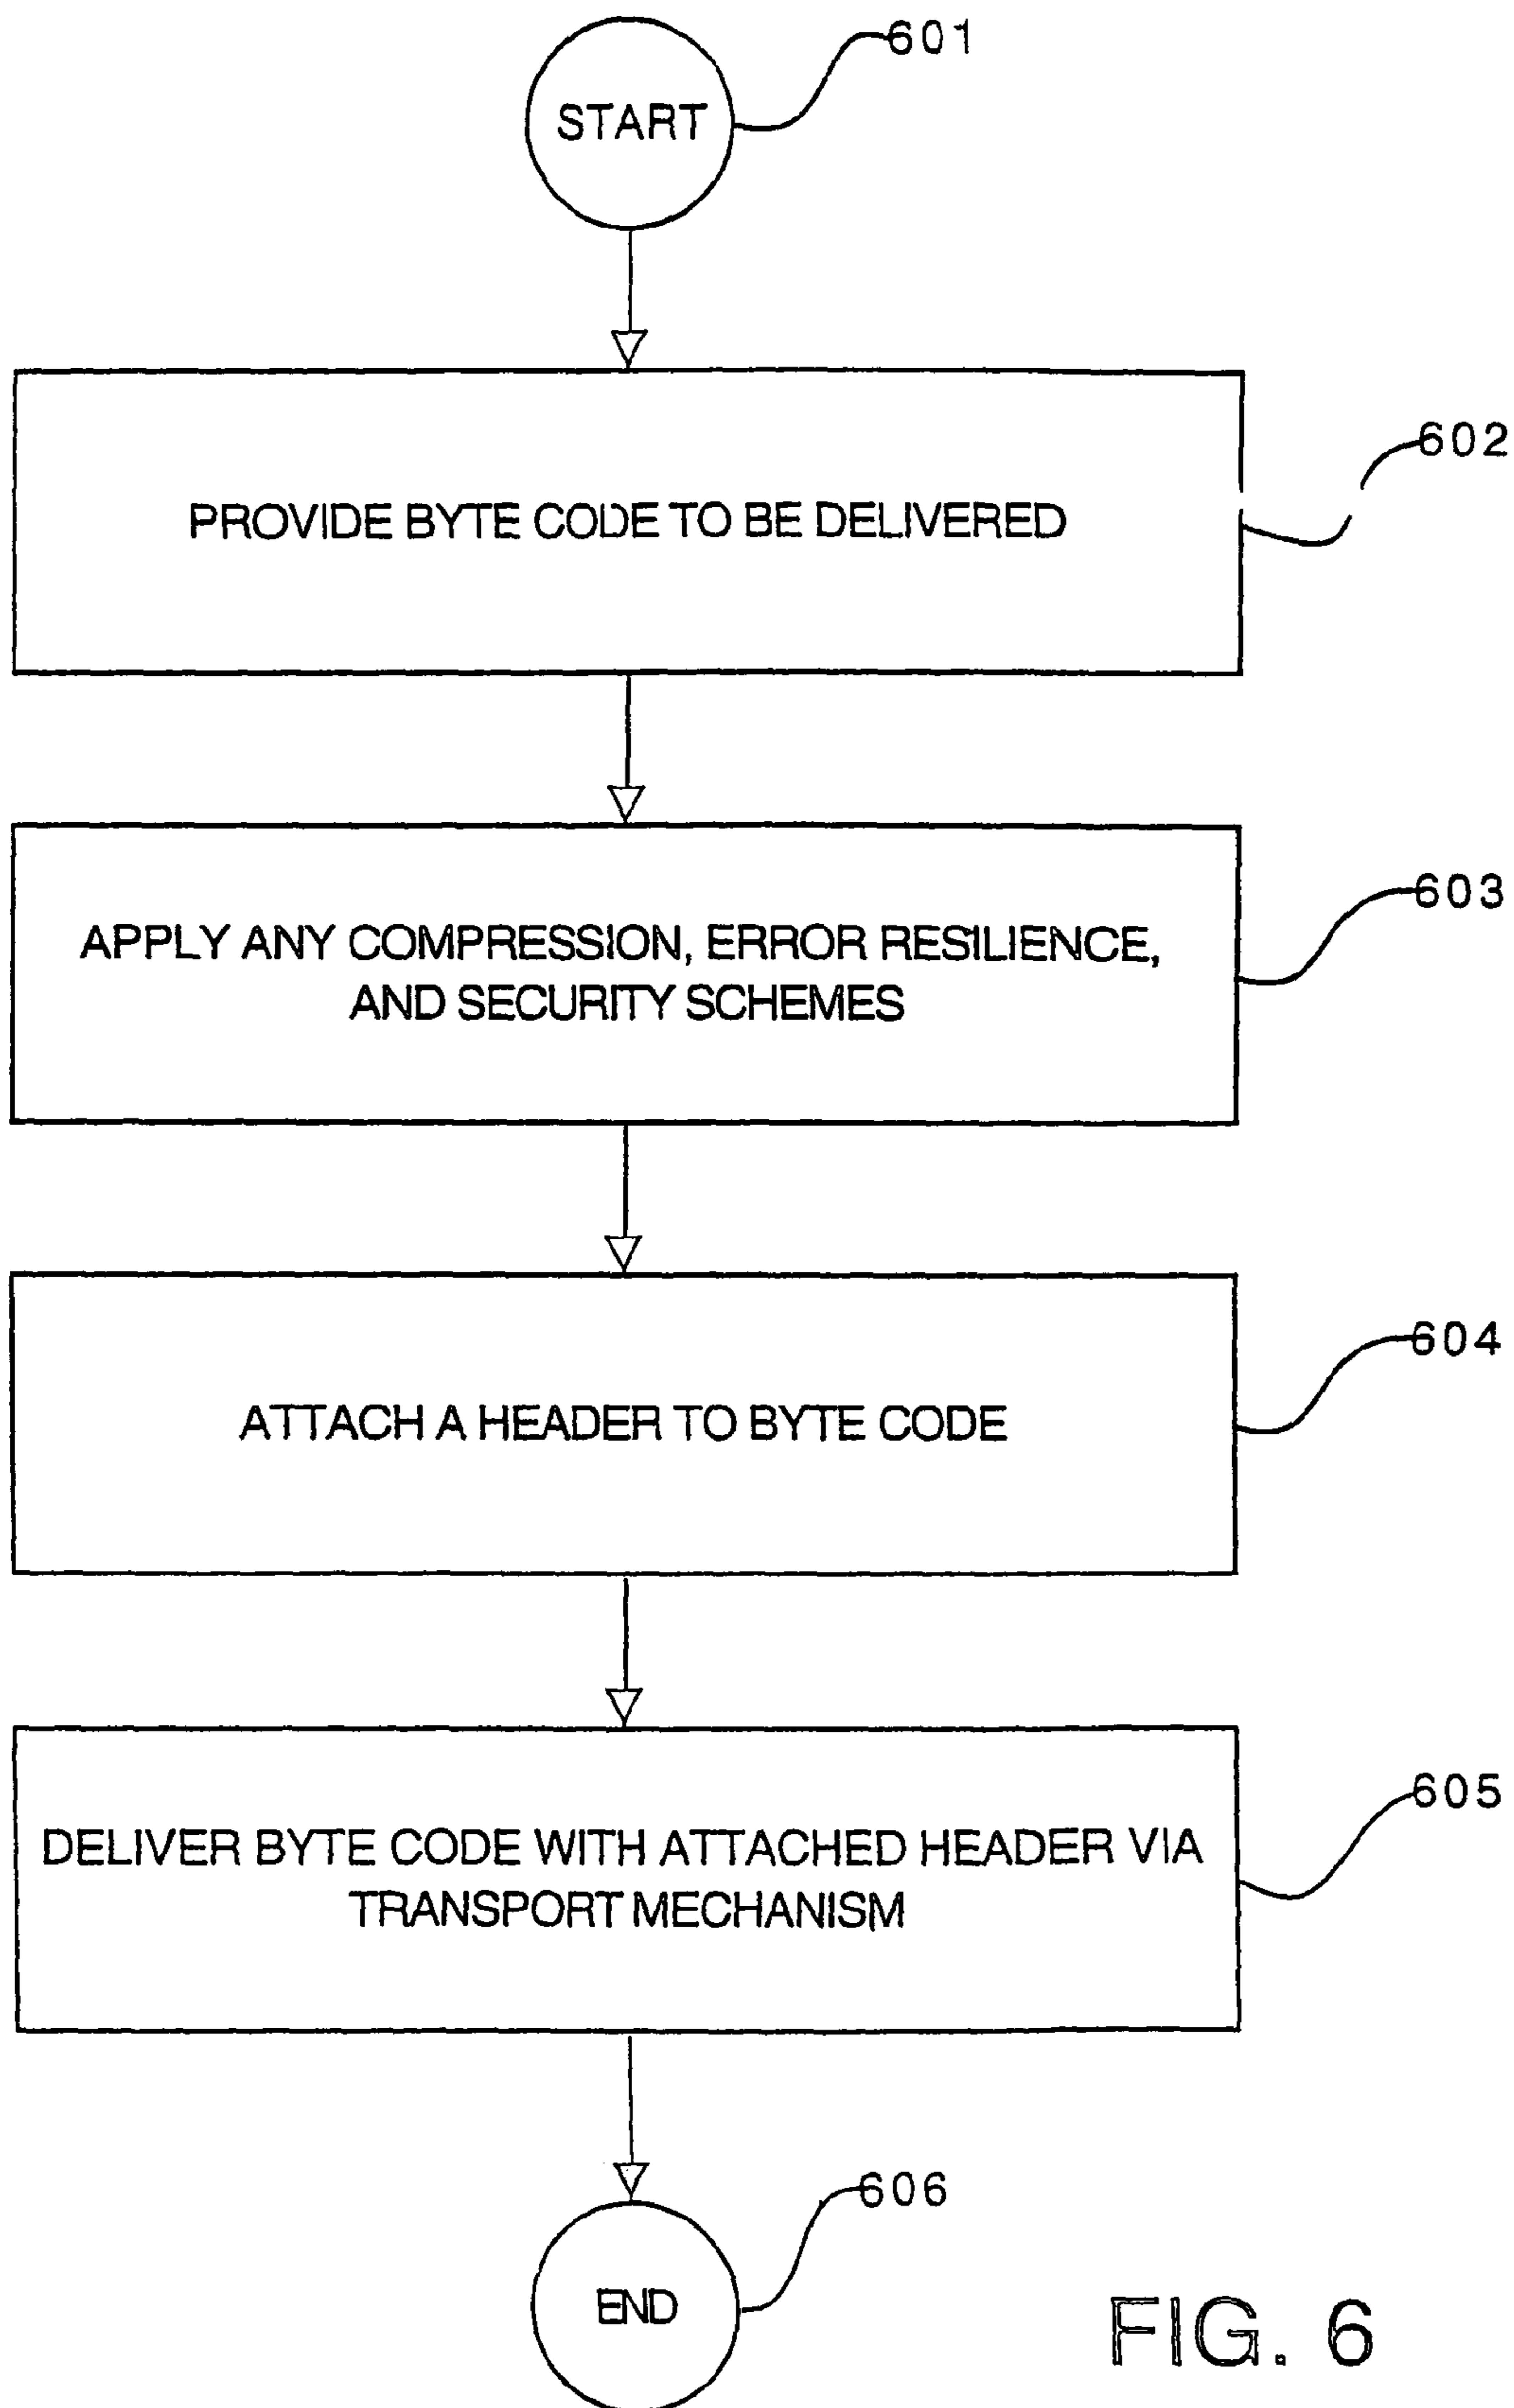 601
START
602
PROVIDE BYTE CODE TO BE DELIVERED
603
APPLY ANY COMPRESSION, ERROR RESILIENCE,
AND SECURITY SCHEMES
604
ATTACH A HEADER TO BYTE CODE
605
DELIVER BYTE CODE WITH ATTACHED HEADER VIA
TRANSPORT MECHANISM
606
END
FIG. 6